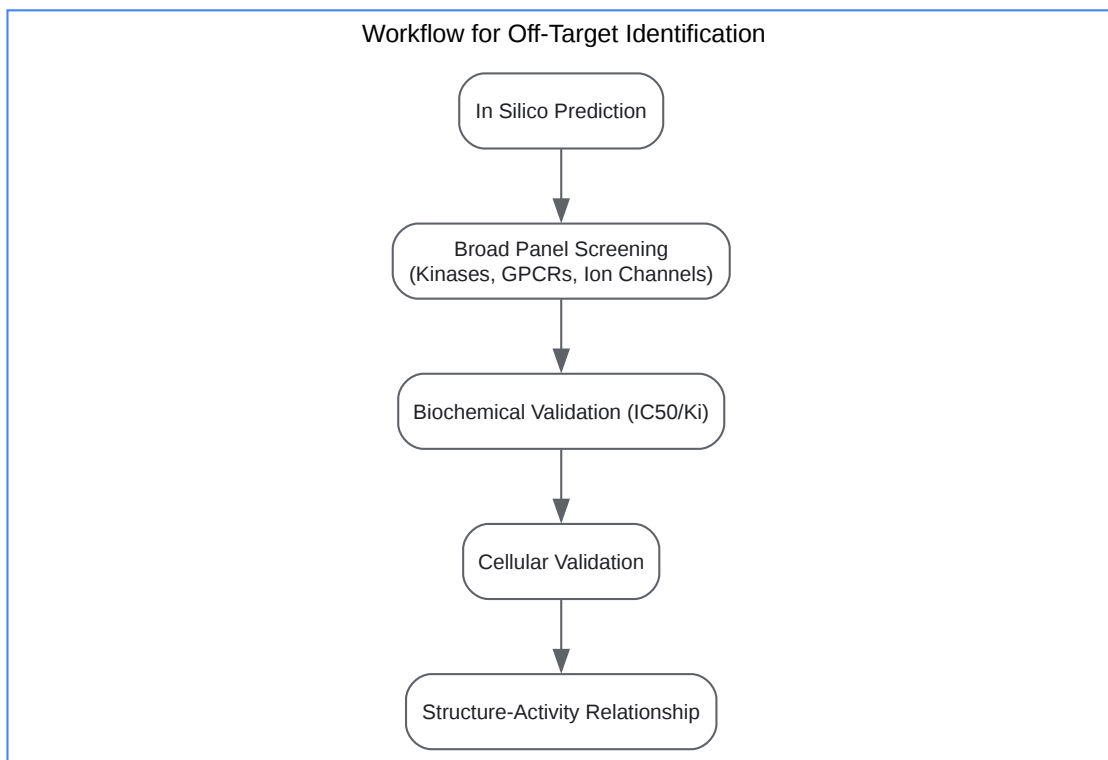 Workflow for Off-Target Identification
In Silico Prediction
Broad Panel Screening
(Kinases, GPCRs, Ion Channels)
Biochemical Validation (IC50/Ki)
Cellular Validation
Structure-Activity Relationship